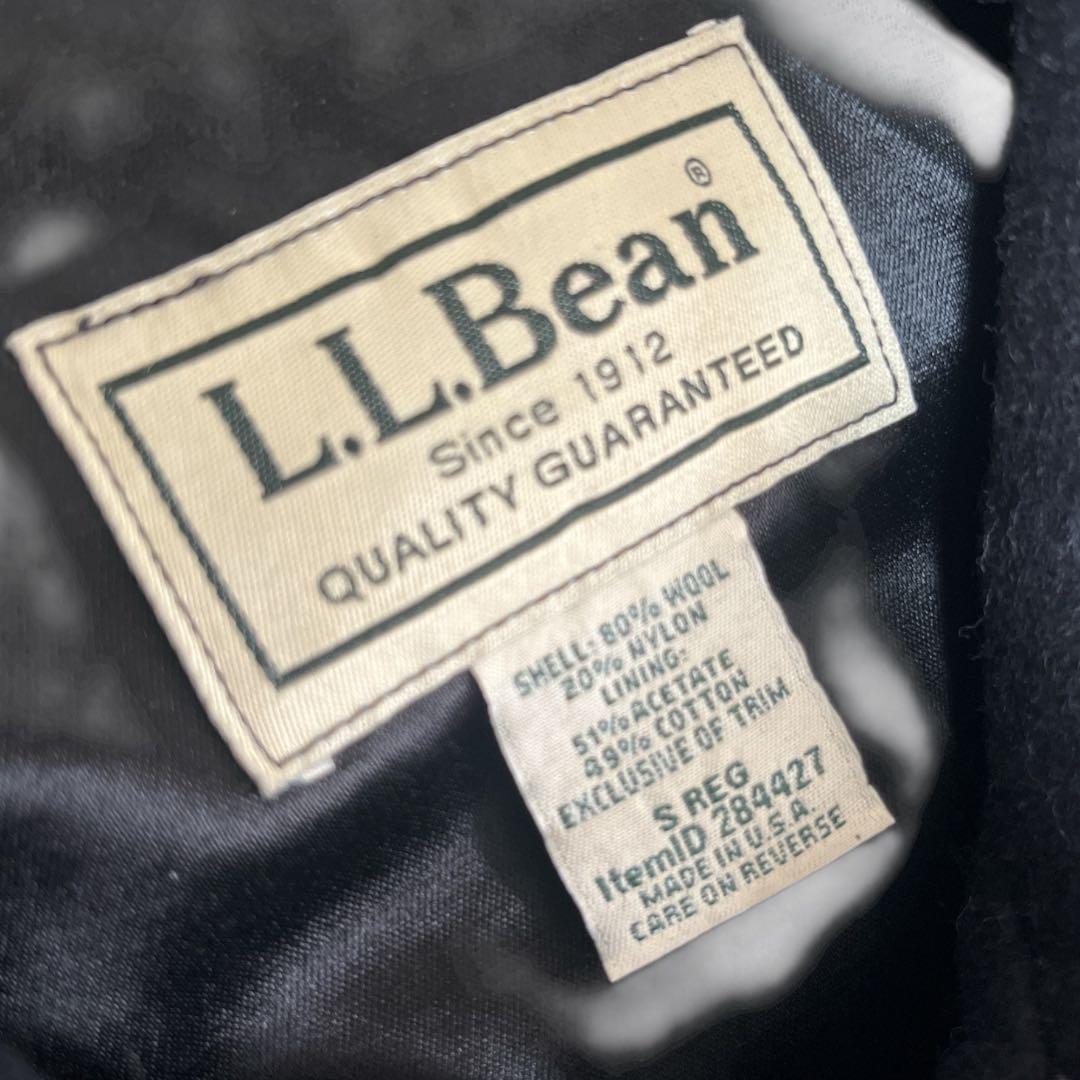 L.L.Bean®
Since 1912
QUALITY GUARANTEED
SHELL: 80% WOOL
20% NYLON
LINING:
51% ACETATE
49% COTTON
EXCLUSIVE OF TRIM
S REG
ItemID 284427
MADE IN U.S.A.
CARE ON REVERSE